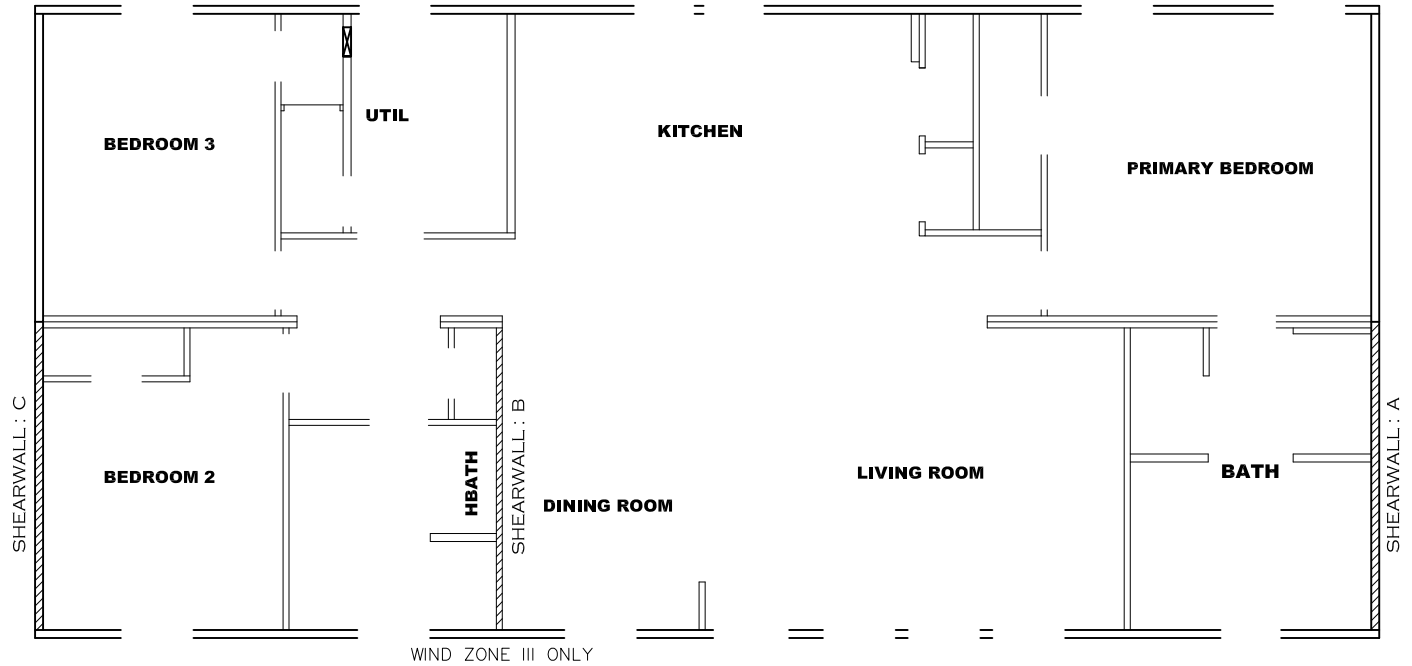 UTIL
KITCHEN
BEDROOM 3
PRIMARY BEDROOM
SHEARWALL: C
BEDROOM 2
HBATH
SHEARWALL: B
DINING ROOM
LIVING ROOM
BATH
SHEARWALL: A
WIND ZONE III ONLY